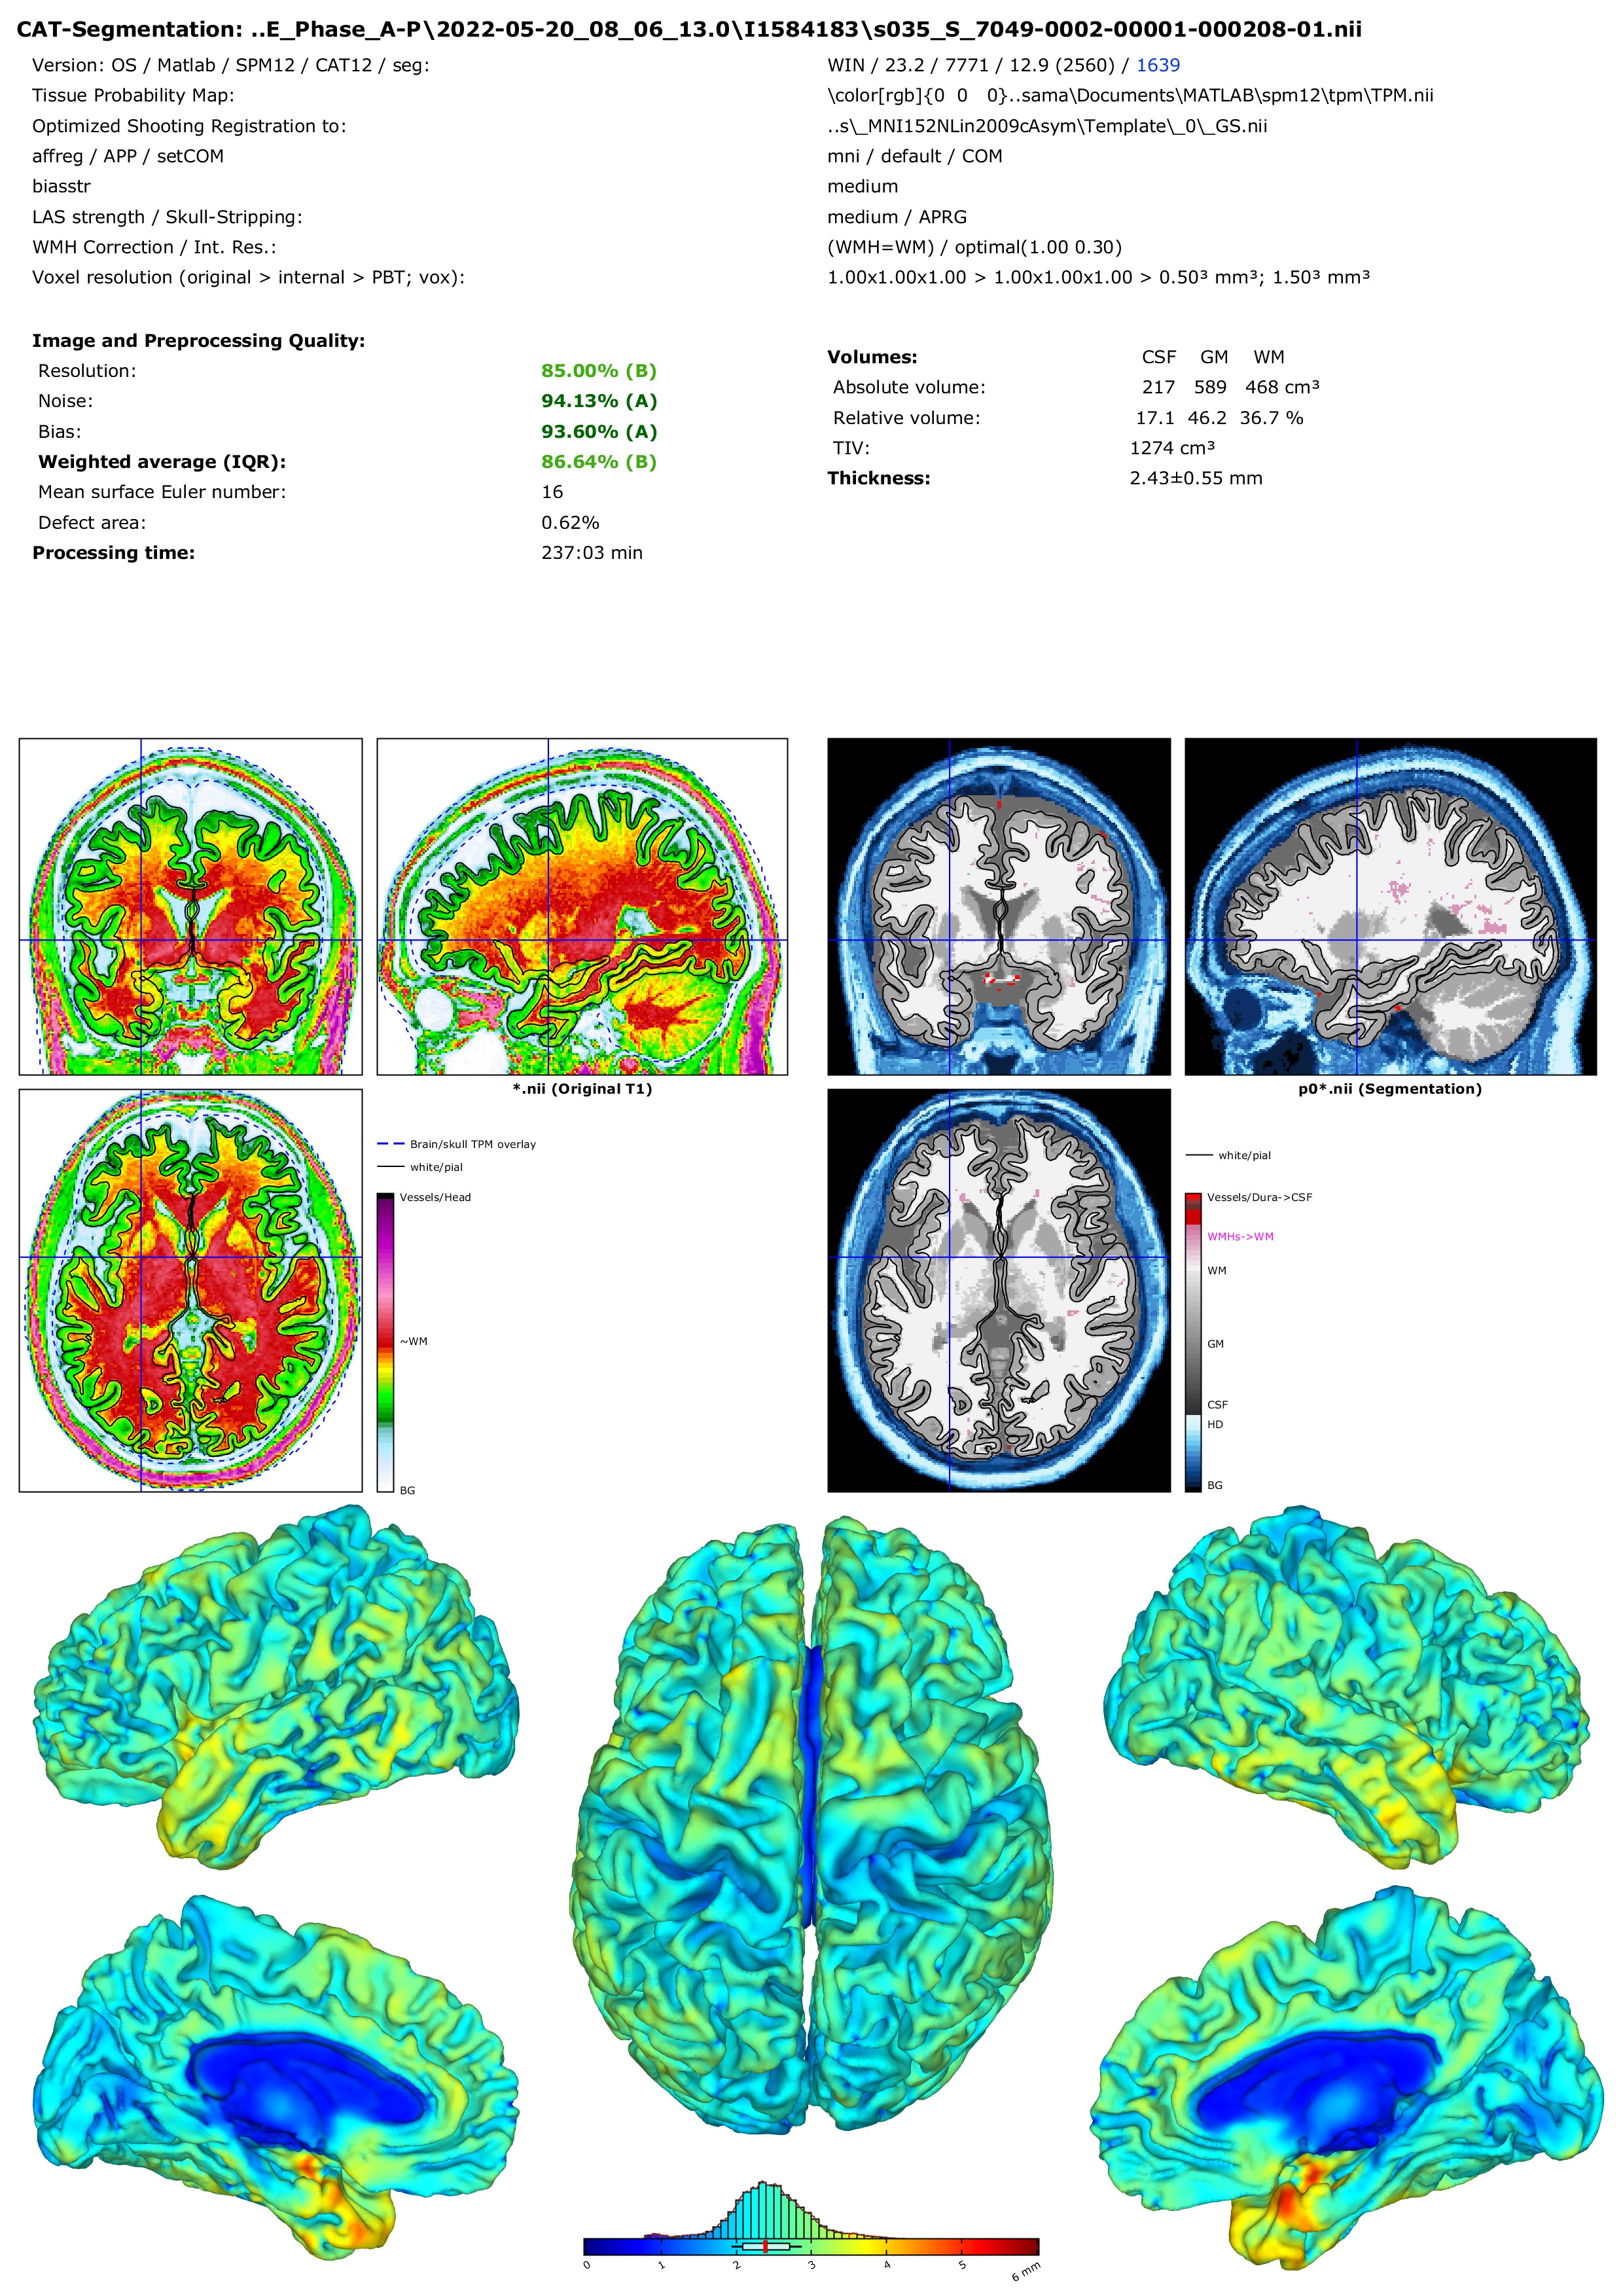 CAT-Segmentation: ..E_Phase_A-P\2022-05-20_08_06_13.0\I1584183\s035_S_7049-0002-00001-000208-01.nii
Version: OS / Matlab / SPM12 / CAT12 / seg: WIN / 23.2 / 7771 / 12.9 (2560) / 1639
Tissue Probability Map: \color[rgb]{0 0 0}..sama\Documents\MATLAB\spm12\tpm\TPM.nii
Optimized Shooting Registration to: ..s\_MNI152NLin2009cAsym\Template\_0\_GS.nii
affreg / APP / setCOM mni / default / COM
biasstr medium
LAS strength / Skull-Stripping: medium / APRG
WMH Correction / Int. Res.: (WMH=WM) / optimal(1.00 0.30)
Voxel resolution (original > internal > PBT; vox): 1.00x1.00x1.00 > 1.00x1.00x1.00 > 0.50³ mm³; 1.50³ mm³
Image and Preprocessing Quality:
Resolution: 85.00% (B)
Noise: 94.13% (A)
Bias: 93.60% (A)
Weighted average (IQR): 86.64% (B)
Mean surface Euler number: 16
Defect area: 0.62%
Processing time: 237:03 min
Volumes: CSF GM WM
Absolute volume: 217 589 468 cm³
Relative volume: 17.1 46.2 36.7 %
TIV: 1274 cm³
Thickness: 2.43±0.55 mm
*.nii (Original T1)
Brain/skull TPM overlay
white/pial
Vessels/Head
~WM
BG
p0*.nii (Segmentation)
white/pial
Vessels/Dura->CSF
WMHs->WM
WM
GM
CSF
HD
BG
0 1 2 3 4 5 6 mm